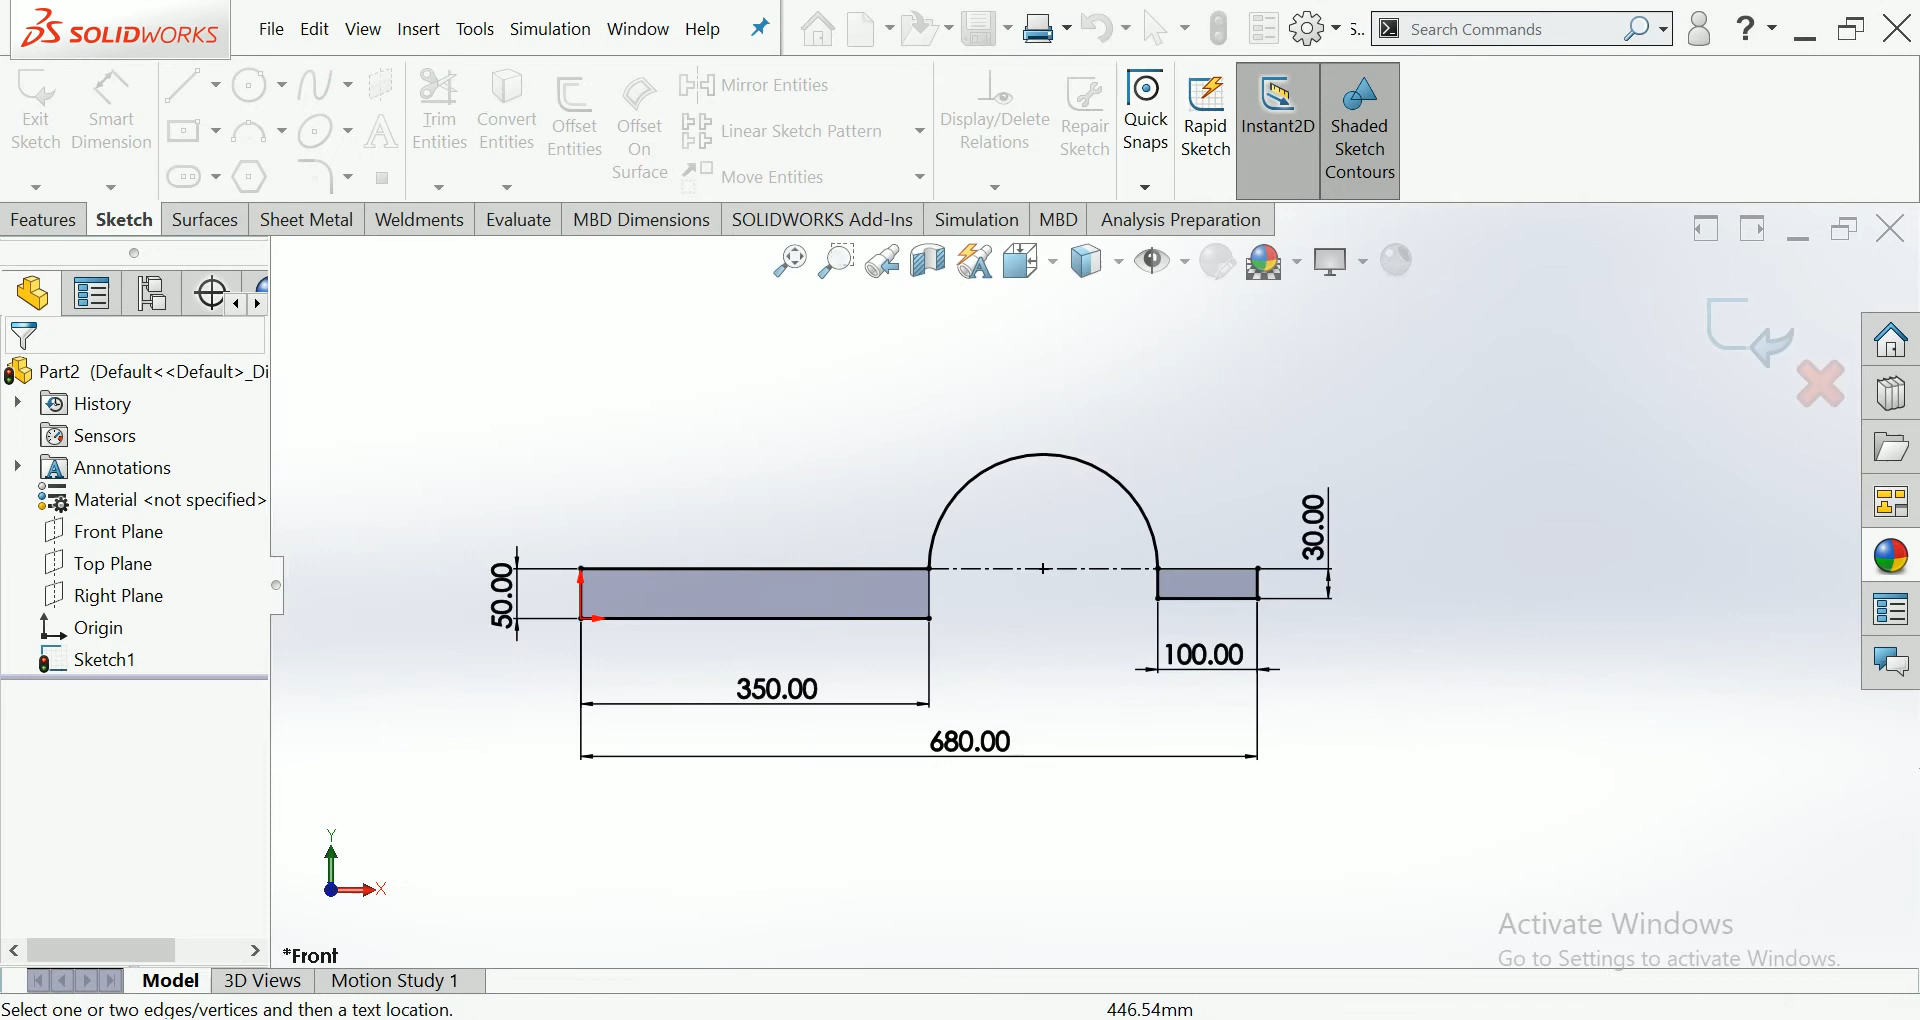 SOLIDWORKS
File Edit View Insert Tools Simulation Window Help
S..
Search Commands
?
Exit Sketch
Smart Dimension
Trim Entities
Convert Entities
Offset Entities
Offset On Surface
Mirror Entities
Linear Sketch Pattern
Move Entities
Display/Delete Relations
Repair Sketch
Quick Snaps
Rapid Sketch
Instant2D
Shaded Sketch Contours
Features Sketch Surfaces Sheet Metal Weldments Evaluate MBD Dimensions SOLIDWORKS Add-Ins Simulation MBD Analysis Preparation
Part2 (Default<<Default>_Di
History
Sensors
Annotations
Material <not specified>
Front Plane
Top Plane
Right Plane
Origin
Sketch1
30.00
50.00
100.00
350.00
680.00
Y
X
*Front
Activate Windows
Go to Settings to activate Windows.
Model 3D Views Motion Study 1
Select one or two edges/vertices and then a text location.
446.54mm